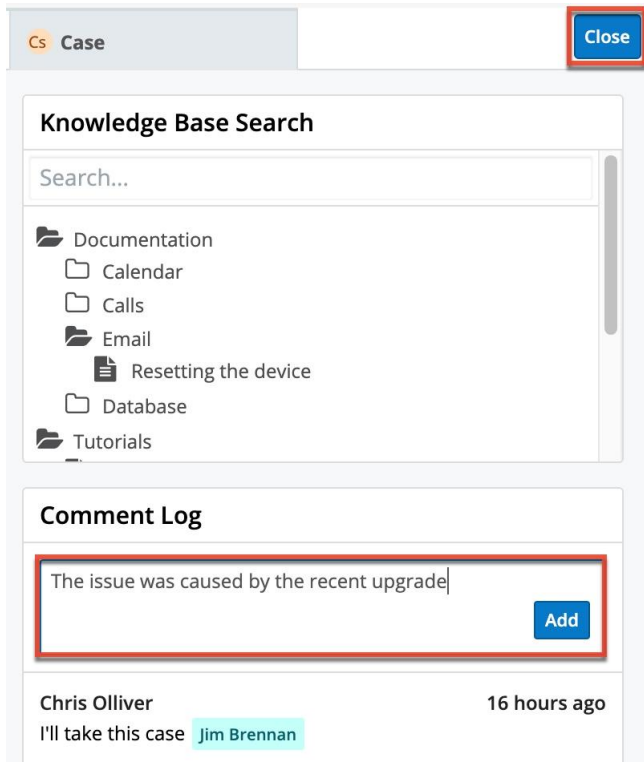 Cs Case
Close
Knowledge Base Search
Search...
Documentation
Calendar
Calls
Email
Resetting the device
Database
Tutorials
Comment Log
The issue was caused by the recent upgrade
Add
Chris Olliver 16 hours ago
I'll take this case Jim Brennan